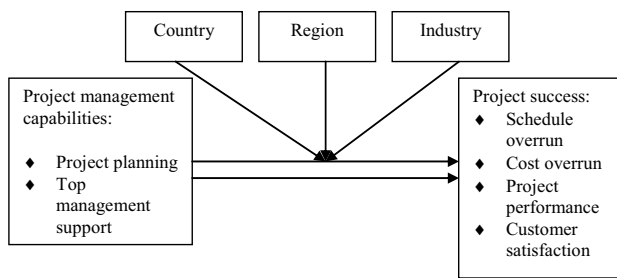 Country
Region
Industry
Project management
capabilities:
♦ Project planning
♦ Top
management
support
Project success:
♦ Schedule
overrun
♦ Cost overrun
♦ Project
performance
♦ Customer
satisfaction